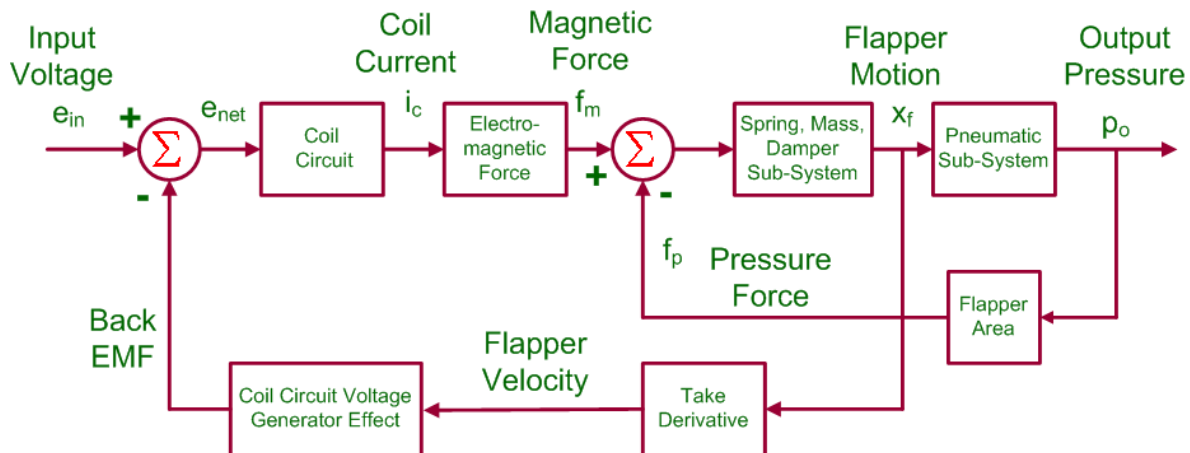 Input
Voltage
e_in
+
-
Σ
e_net
Coil
Circuit
Coil
Current
i_c
Electro-
magnetic
Force
Magnetic
Force
f_m
+
-
Σ
Spring, Mass,
Damper
Sub-System
Flapper
Motion
x_f
Pneumatic
Sub-System
Output
Pressure
p_o
f_p
Pressure
Force
Flapper
Area
Back
EMF
Coil Circuit Voltage
Generator Effect
Flapper
Velocity
Take
Derivative